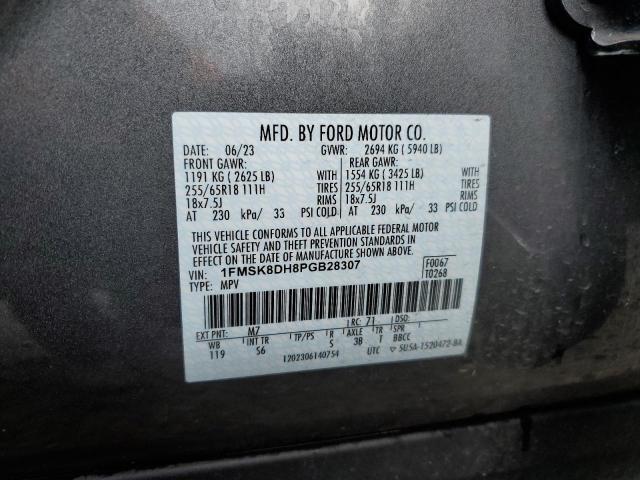 MFD. BY FORD MOTOR CO.
DATE: 06/23 GVWR: 2694 KG ( 5940 LB)
FRONT GAWR: REAR GAWR:
1191 KG ( 2625 LB) WITH 1554 KG ( 3425 LB) WITH
255/65R18 111H TIRES 255/65R18 111H TIRES
18x7.5J RIMS 18x7.5J RIMS
AT 230 kPa/ 33 PSI COLD AT 230 kPa/ 33 PSI COLD
THIS VEHICLE CONFORMS TO ALL APPLICABLE FEDERAL MOTOR
VEHICLE SAFETY AND THEFT PREVENTION STANDARDS IN
EFFECT ON THE DATE OF MANUFACTURE SHOWN ABOVE.
VIN: 1FMSK8DH8PGB28307 F0067
TYPE: MPV T0268
EXT PNT: M7 RC: 71 DSO:
WB INT TR TP/PS R AXLE TR SPR
119 S6 S 3B T BBCC
1202306140754 UTC 5U5A-1520472-BA